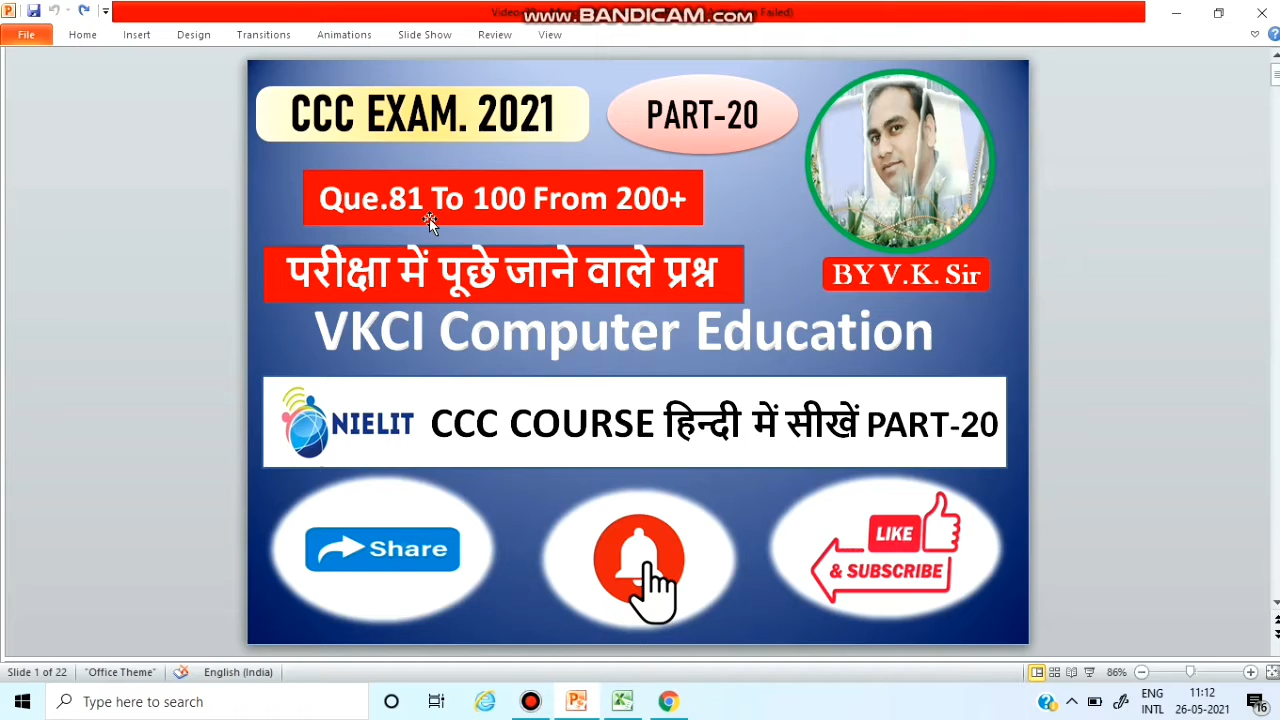 www.BANDICAM.com
File Home Insert Design Transitions Animations Slide Show Review View
CCC EXAM. 2021
PART-20
Que.81 To 100 From 200+
परीक्षा में पूछे जाने वाले प्रश्न
BY V.K. Sir
VKCI Computer Education
NIELIT CCC COURSE हिन्दी में सीखें PART-20
Share
LIKE
& SUBSCRIBE
Slide 1 of 22 "Office Theme" English (India) 86%
Type here to search
ENG 11:12
INTL 26-05-2021
16